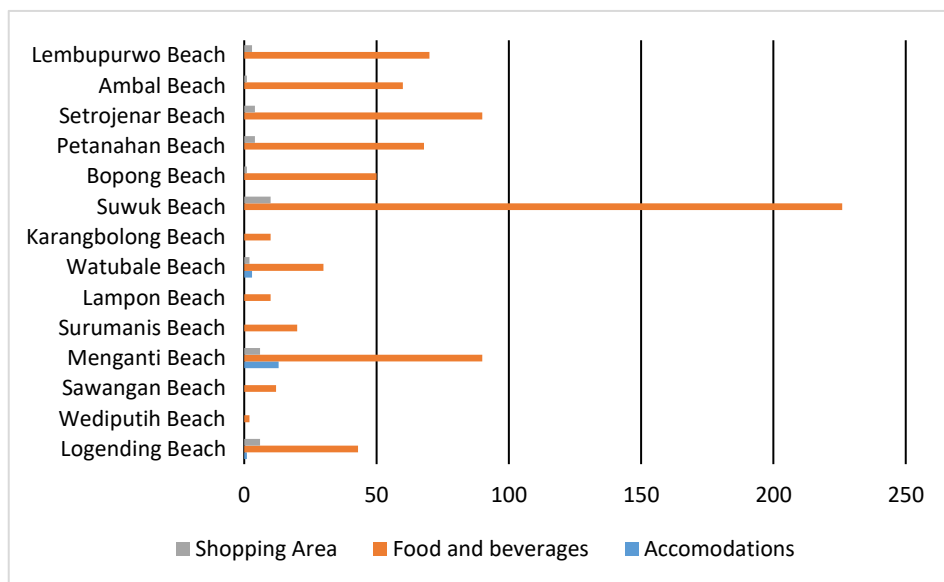 Lembupurwo Beach
Ambal Beach
Setrojenar Beach
Petanahan Beach
Bopong Beach
Suwuk Beach
Karangbolong Beach
Watubale Beach
Lampon Beach
Surumanis Beach
Menganti Beach
Sawangan Beach
Wediputih Beach
Logending Beach
0 50 100 150 200 250
Shopping Area Food and beverages Accomodations